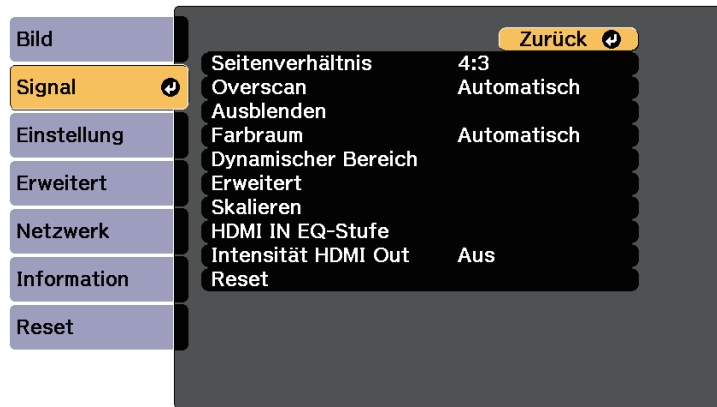 Bild
Signal
Einstellung
Erweitert
Netzwerk
Information
Reset
Zurück
Seitenverhältnis 4:3
Overscan Automatisch
Ausblenden
Farbraum Automatisch
Dynamischer Bereich
Erweitert
Skalieren
HDMI IN EQ-Stufe
Intensität HDMI Out Aus
Reset